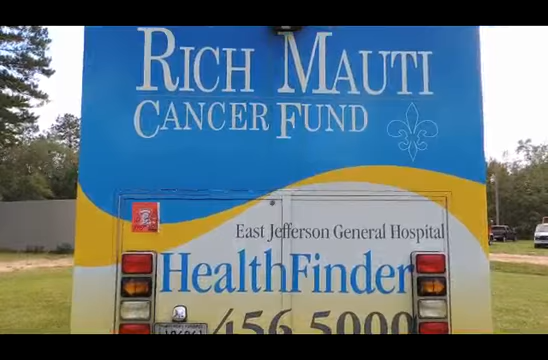 RICH MAUTI
CANCER FUND
East Jefferson General Hospital
HealthFinder
456 5000